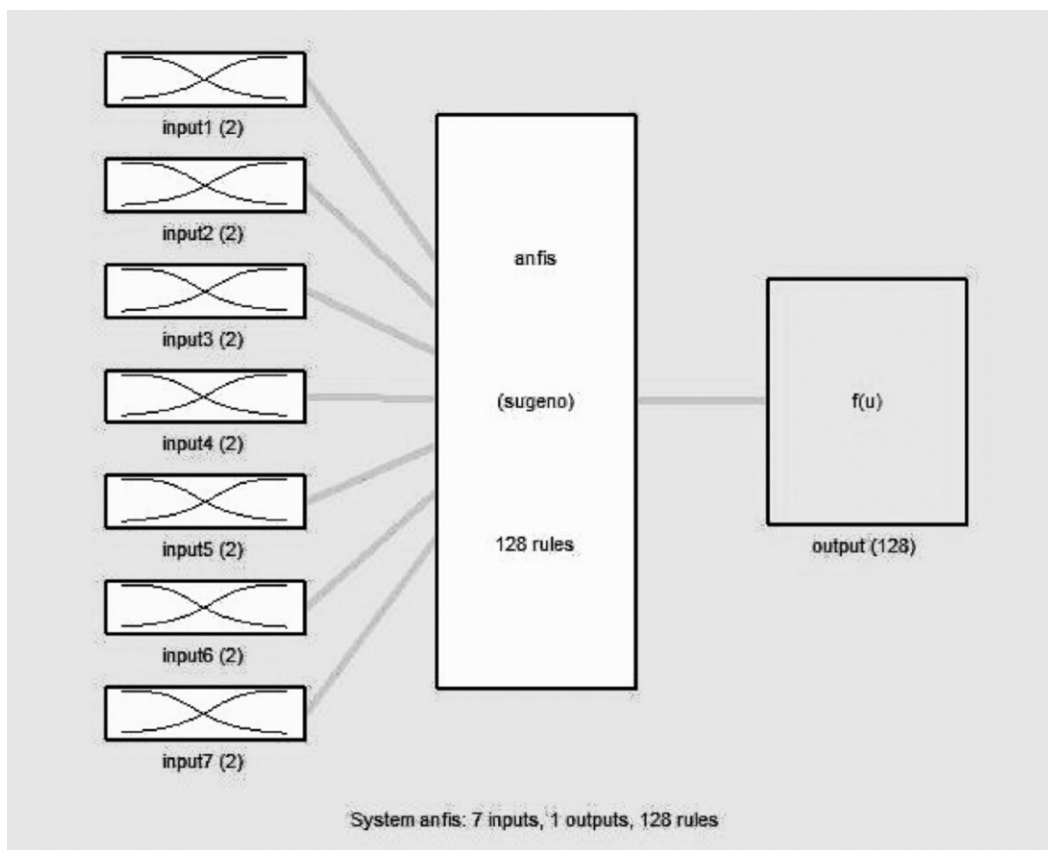 input1 (2)
input2 (2)
input3 (2)
input4 (2)
input5 (2)
input6 (2)
input7 (2)
anfis
(sugeno)
128 rules
f(u)
output (128)
System anfis: 7 inputs, 1 outputs, 128 rules